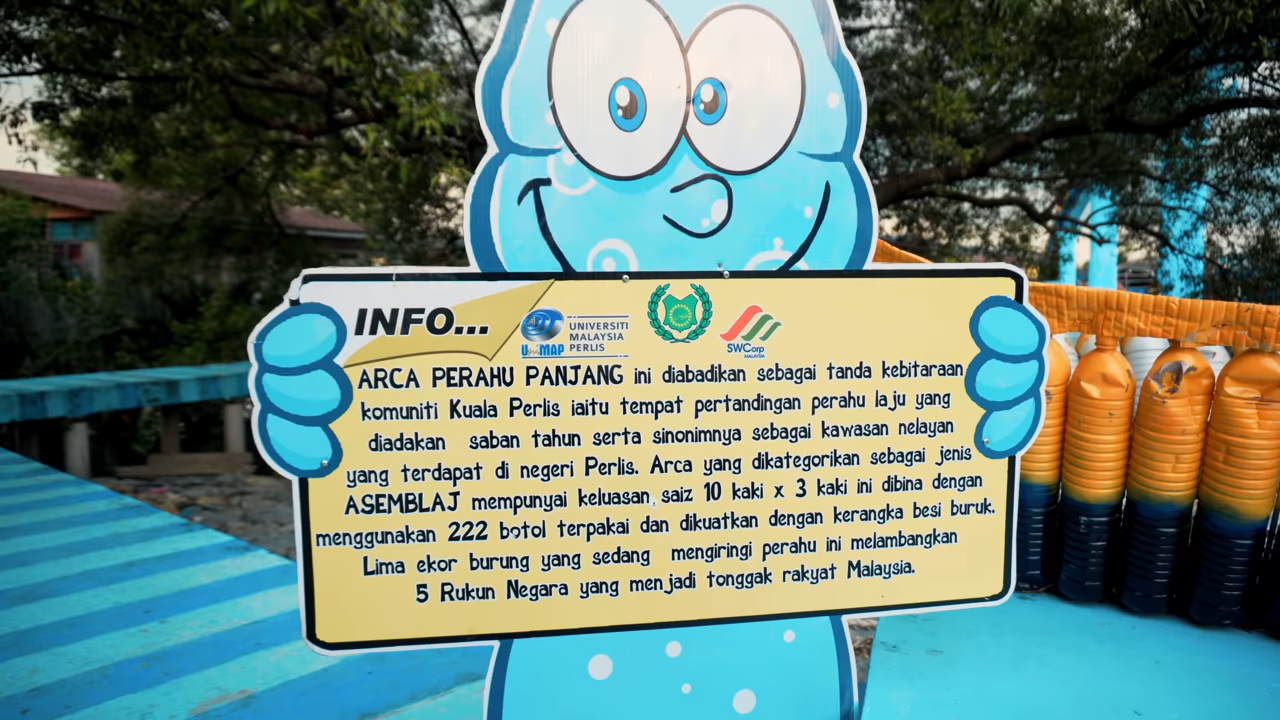 INFO...
UniMAP
UNIVERSITI
MALAYSIA
PERLIS
SWCorp
MALAYSIA
ARCA PERAHU PANJANG ini diabadikan sebagai tanda kebitaraan
komuniti Kuala Perlis iaitu tempat pertandingan perahu laju yang
diadakan saban tahun serta sinonimnya sebagai kawasan nelayan
yang terdapat di negeri Perlis. Arca yang dikategorikan sebagai jenis
ASEMBLAJ mempunyai keluasan saiz 10 kaki x 3 kaki ini dibina dengan
menggunakan 222 botol terpakai dan dikuatkan dengan kerangka besi buruk.
Lima ekor burung yang sedang mengiringi perahu ini melambangkan
5 Rukun Negara yang menjadi tonggak rakyat Malaysia.